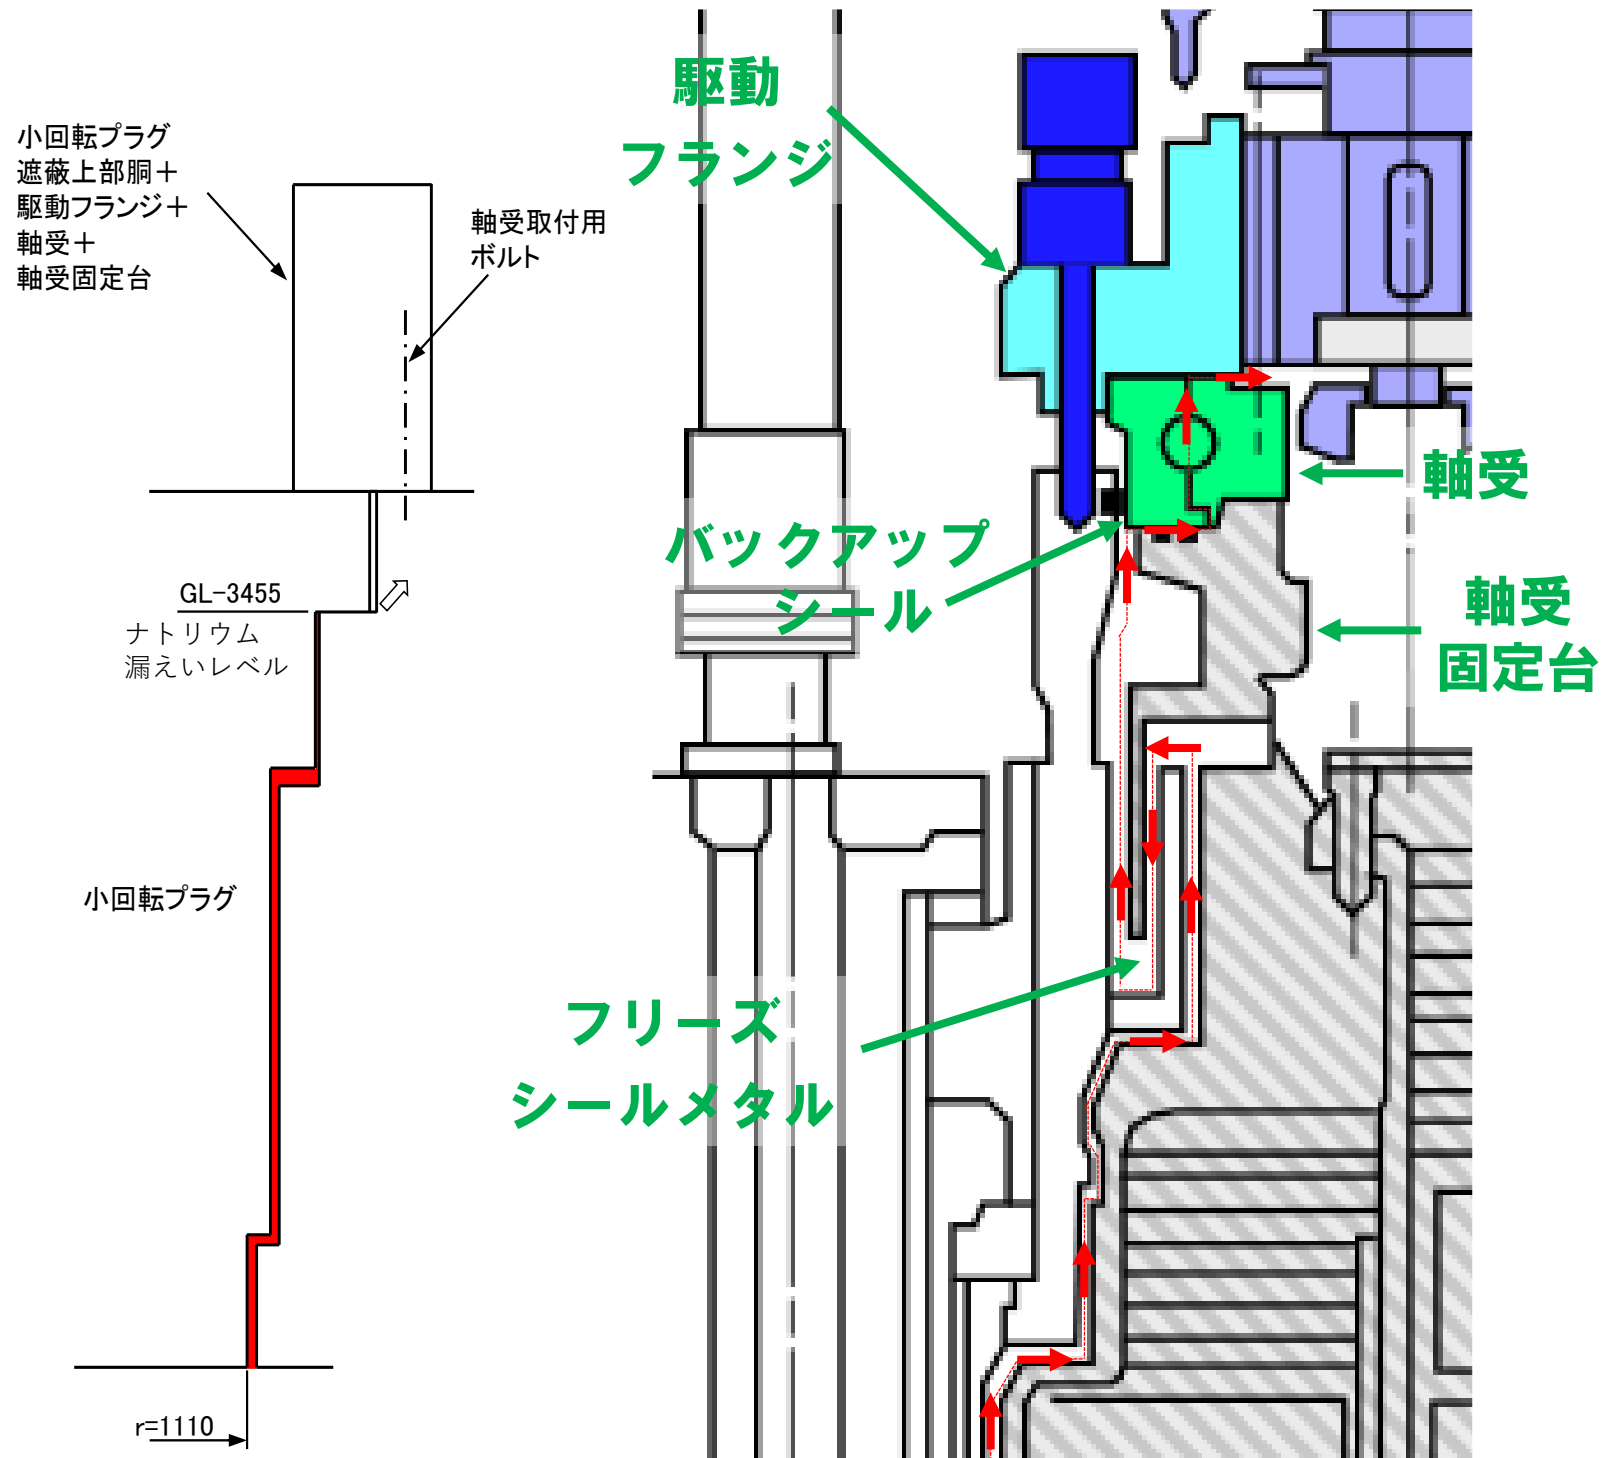 小回転プラグ
遮蔽上部胴＋
駆動フランジ＋
軸受＋
軸受固定台
軸受取付用
ボルト
GL-3455
ナトリウム
漏えいレベル
小回転プラグ
r=1110
駆動
フランジ
軸受
バックアップ
シール
軸受
固定台
フリーズ
シールメタル